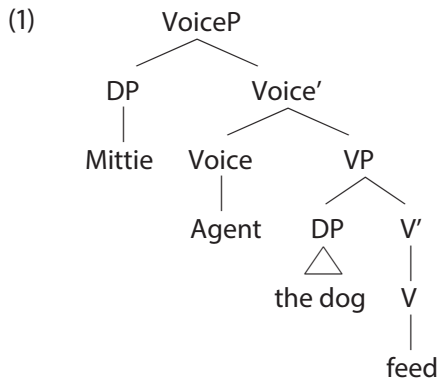 (1) VoiceP
DP Voice’
Mittie Voice VP
Agent DP V'
the dog V
feed